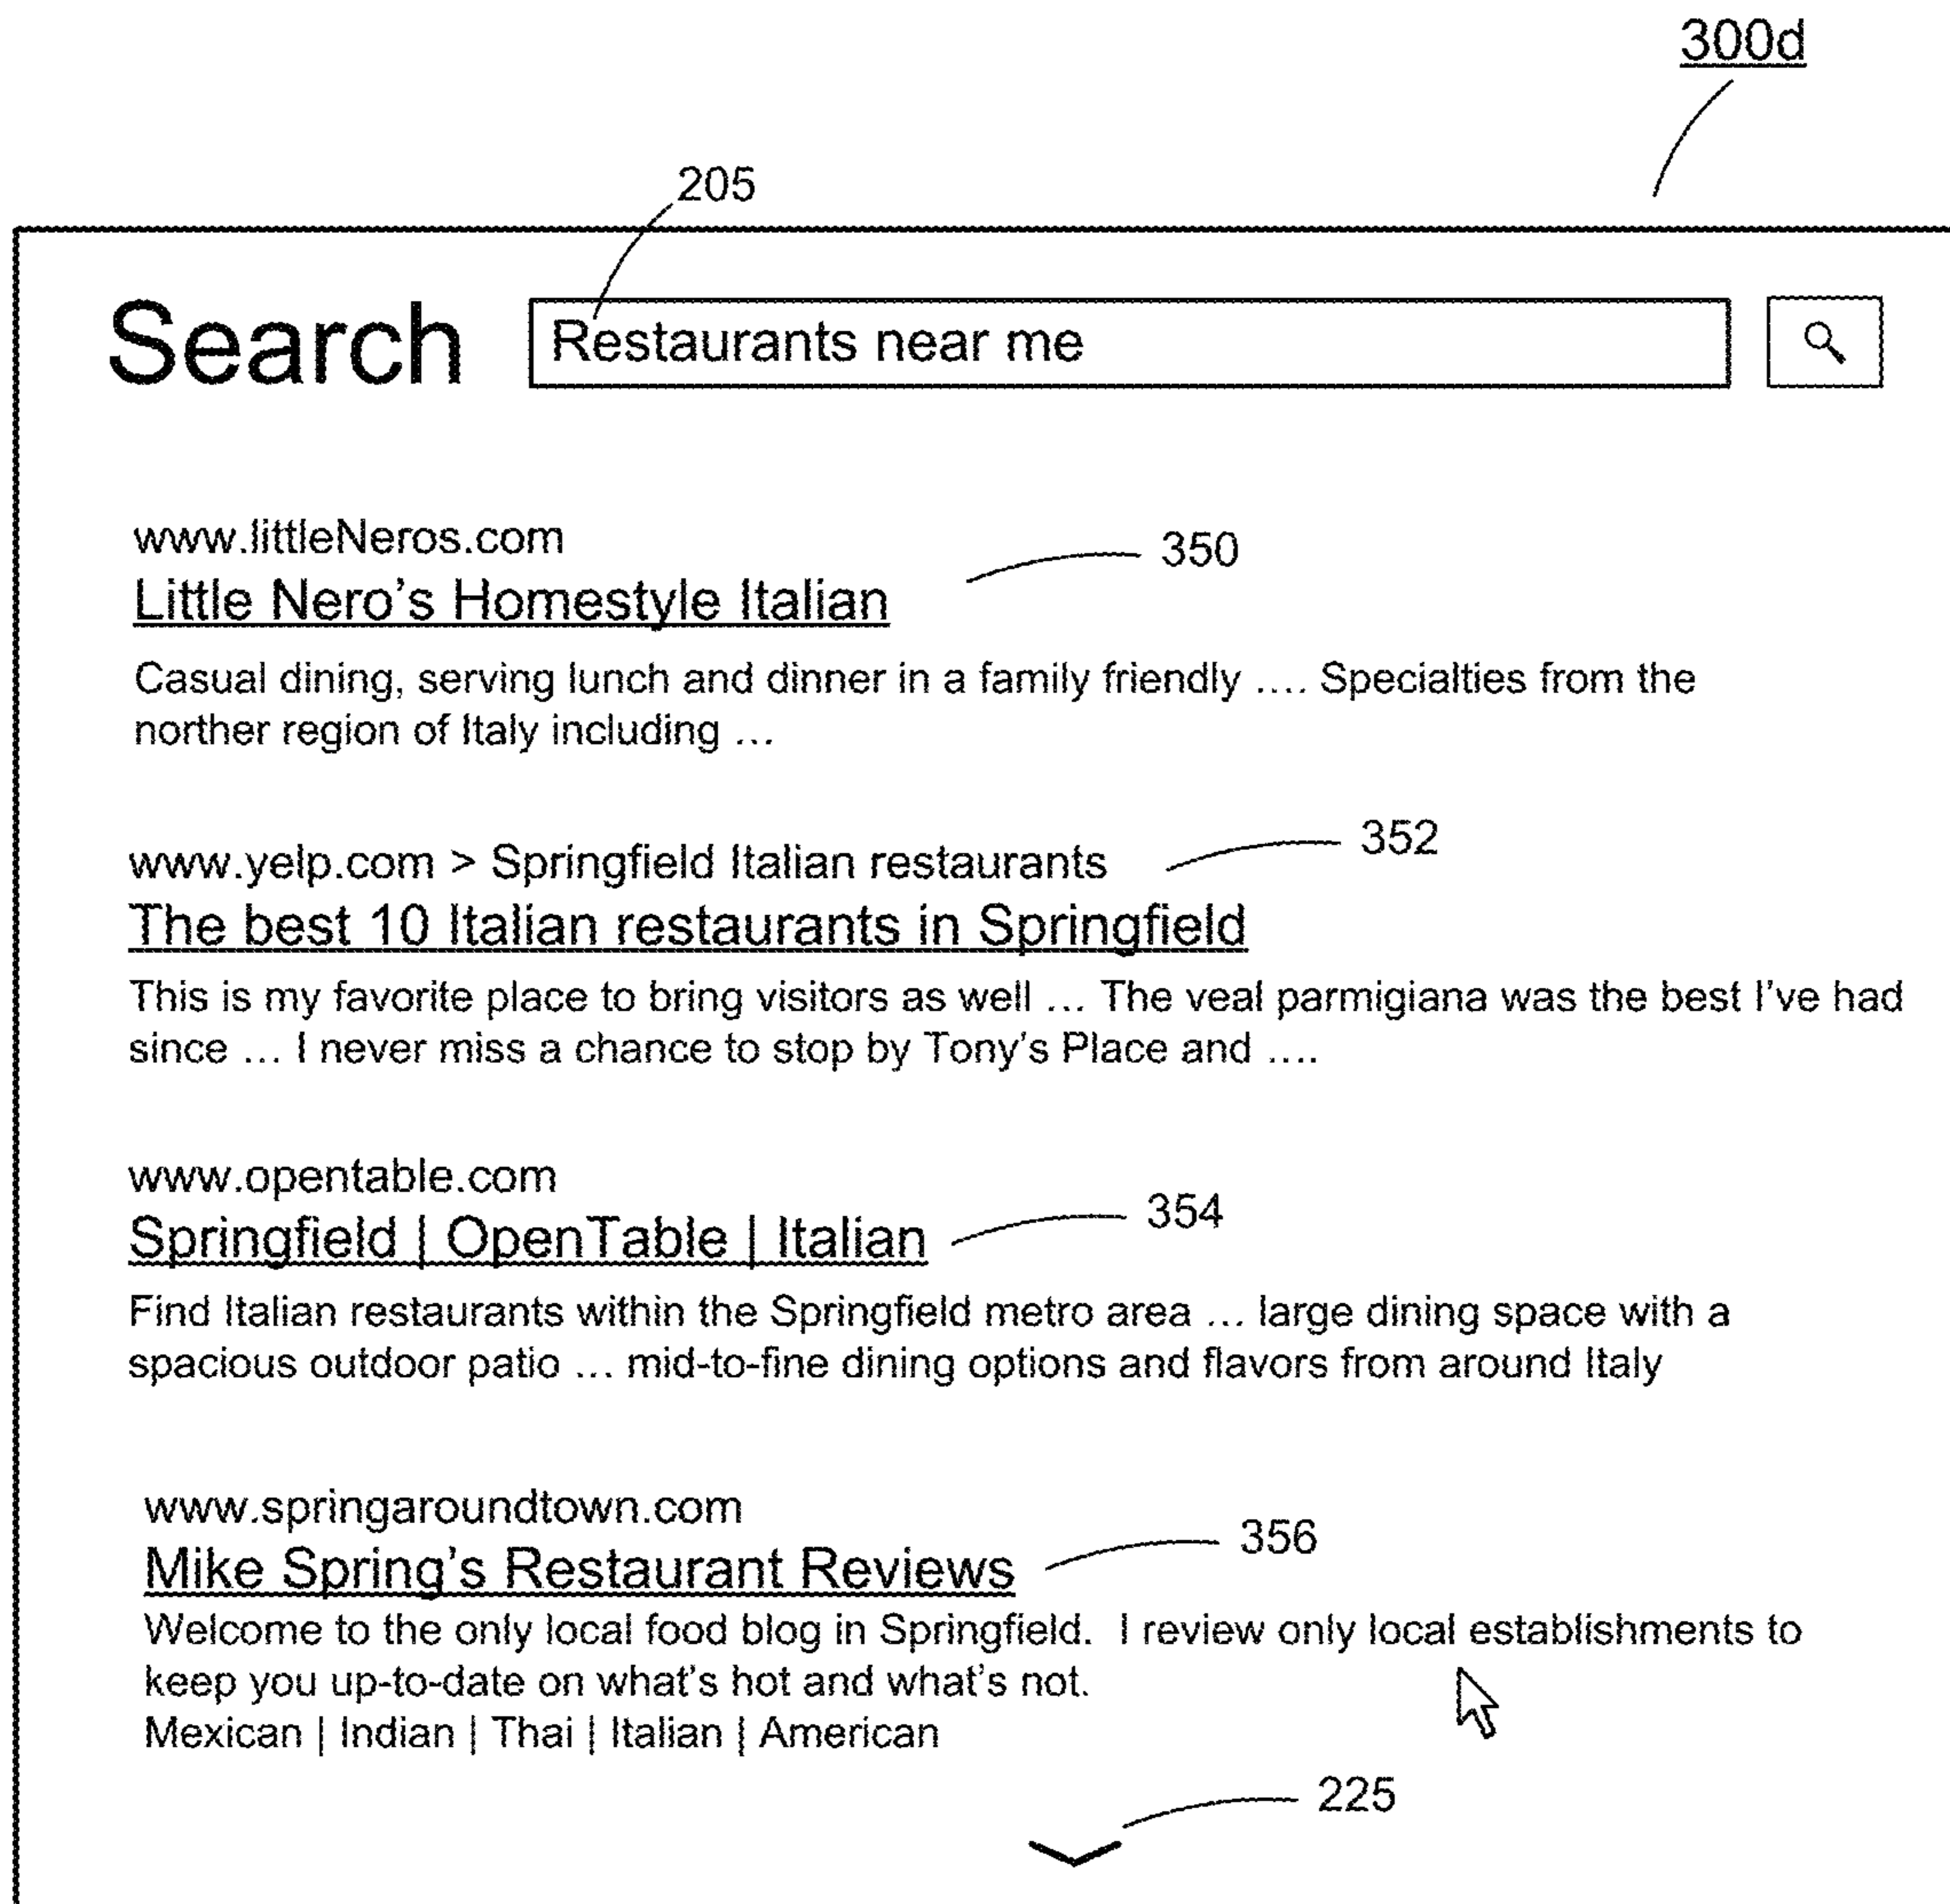 300d
205
Search
Restaurants near me
www.littleNeros.com
350
Little Nero's Homestyle Italian
Casual dining, serving lunch and dinner in a family friendly .... Specialties from the
norther region of Italy including ...
352
www.yelp.com > Springfield Italian restaurants
The best 10 Italian restaurants in Springfield
This is my favorite place to bring visitors as well ... The veal parmigiana was the best I've had
since ... I never miss a chance to stop by Tony's Place and ....
www.opentable.com
354
Springfield | OpenTable | Italian
Find Italian restaurants within the Springfield metro area ... large dining space with a
spacious outdoor patio ... mid-to-fine dining options and flavors from around Italy
www.springaroundtown.com
356
Mike Spring's Restaurant Reviews
Welcome to the only local food blog in Springfield.  I review only local establishments to
keep you up-to-date on what's hot and what's not.
Mexican | Indian | Thai | Italian | American
225